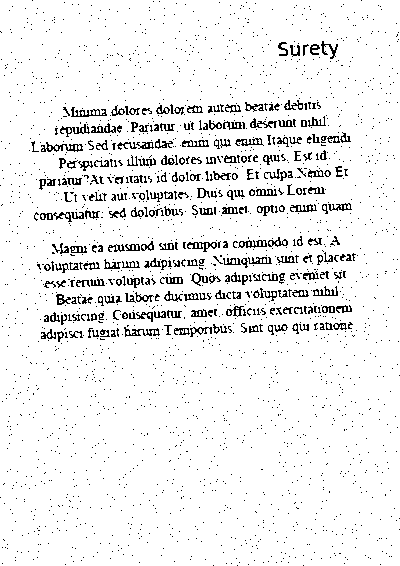 Surety
Minima dolores dolorem autem beatae debitis
repudiandae. Pariatur, ut laborum deserunt nihil.
Laborum Sed recusandae. enim qui enim Itaque eligendi
Perspiciatis illum dolores inventore quis. Est id
pariatur? At veritatis id dolor libero. Et culpa Nemo Et
Ut velit aut voluptates. Duis qui omnis Lorem
consequatur, sed doloribus. Sunt amet, optio enim quam
Magni ea eiusmod sint tempora commodo id est. A
voluptatem harum adipisicing. Numquam sunt et placeat
esse rerum voluptas cum. Quos adipisicing eveniet sit
Beatae quia labore ducimus dicta voluptatem nihil
adipisicing. Consequatur, amet, officiis exercitationem
adipisci fugiat harum Temporibus. Sint quo qui ratione